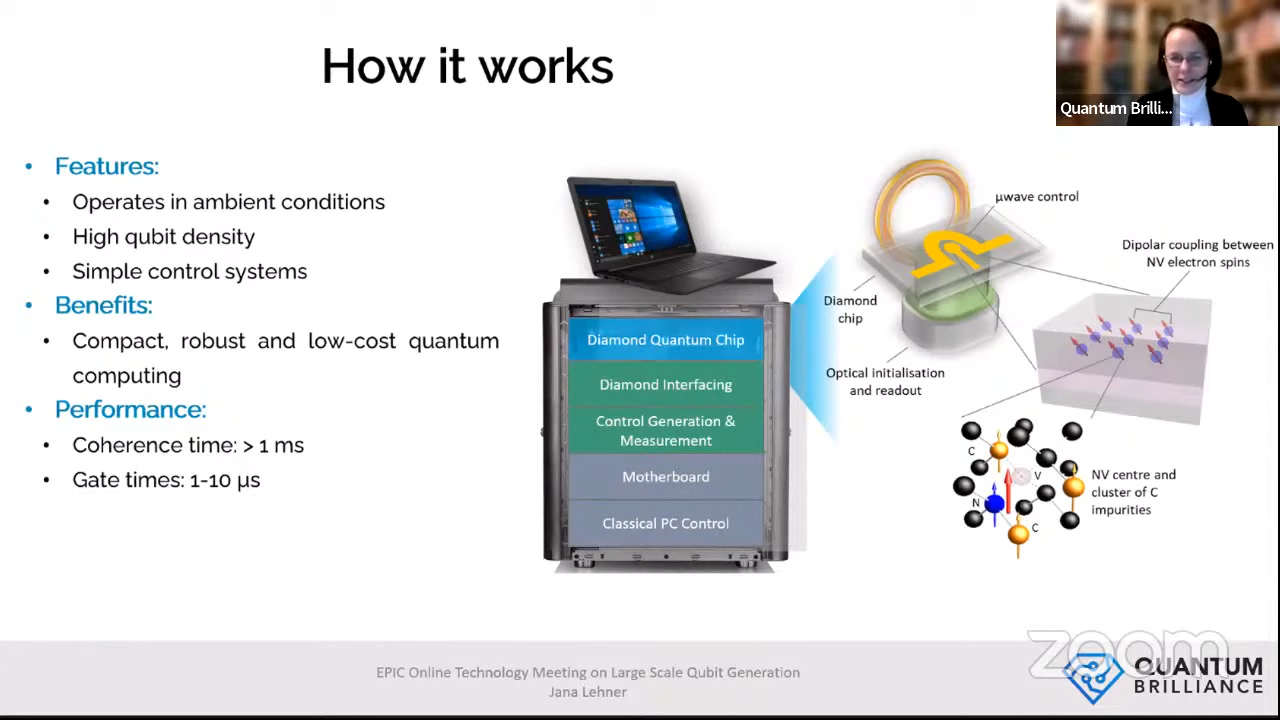 How it works
Quantum Brilli...
• Features:
• Operates in ambient conditions
• High qubit density
• Simple control systems
• Benefits:
• Compact, robust and low-cost quantum
computing
• Performance:
• Coherence time: > 1 ms
• Gate times: 1-10 µs
Diamond Quantum Chip
Diamond Interfacing
Control Generation &
Measurement
Motherboard
Classical PC Control
µwave control
Diamond
chip
Optical initialisation
and readout
Dipolar coupling between
NV electron spins
C
V
N
C
NV centre and
cluster of C
impurities
EPIC Online Technology Meeting on Large Scale Qubit Generation
Jana Lehner
zoom
QUANTUM
BRILLIANCE